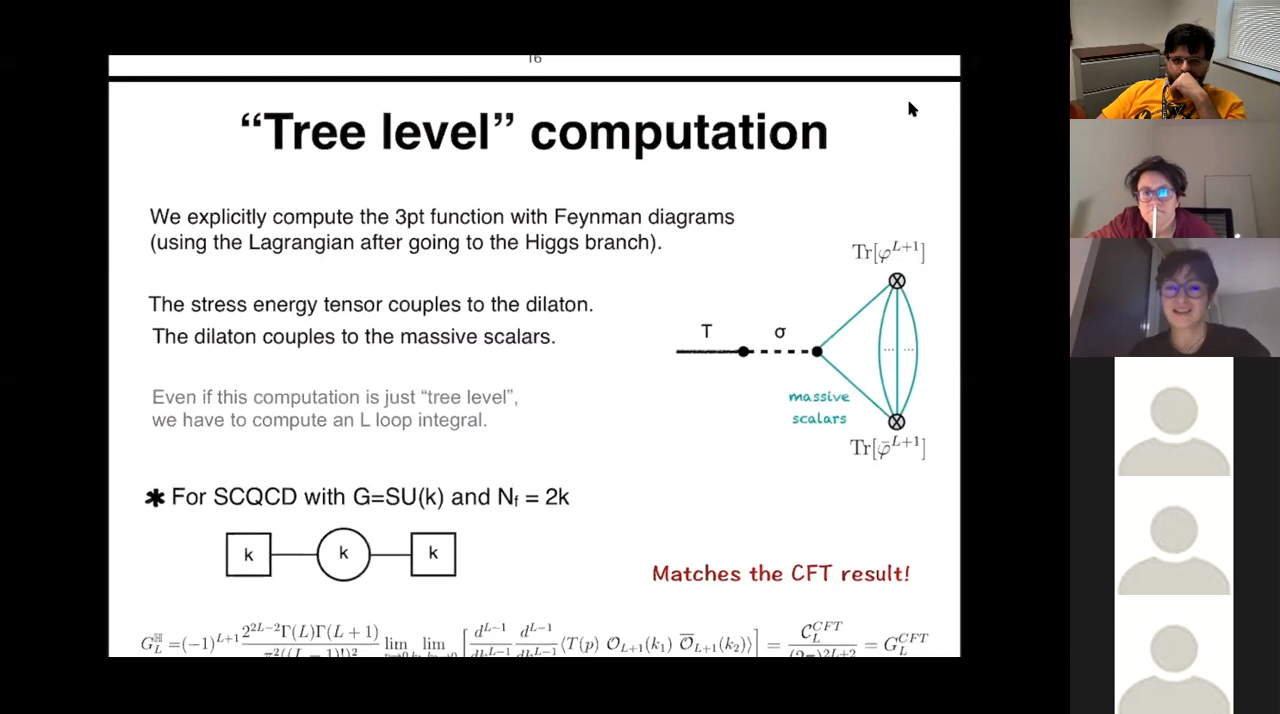 16
“Tree level” computation
We explicitly compute the 3pt function with Feynman diagrams
(using the Lagrangian after going to the Higgs branch).
The stress energy tensor couples to the dilaton.
The dilaton couples to the massive scalars.
Even if this computation is just “tree level”,
we have to compute an L loop integral.
Tr[φ^{L+1}]
T σ
massive
scalars
Tr[φ̄^{L+1}]
✱ For SCQCD with G=SU(k) and N_f = 2k
k k k
Matches the CFT result!